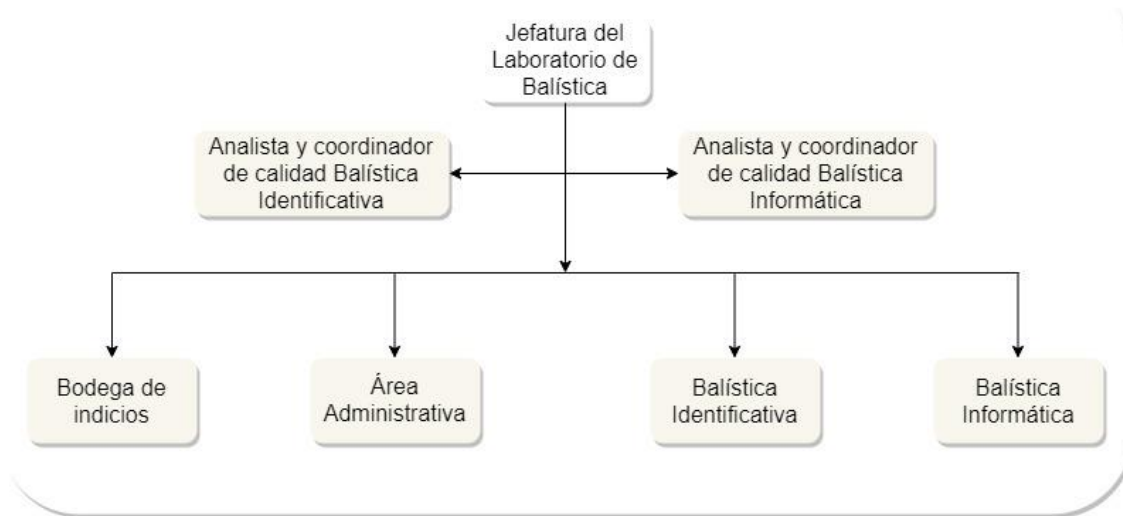 Jefatura del
Laboratorio de
Balística
Analista y coordinador
de calidad Balística
Identificativa
Analista y coordinador
de calidad Balística
Informática
Bodega de
indicios
Área
Administrativa
Balística
Identificativa
Balística
Informática